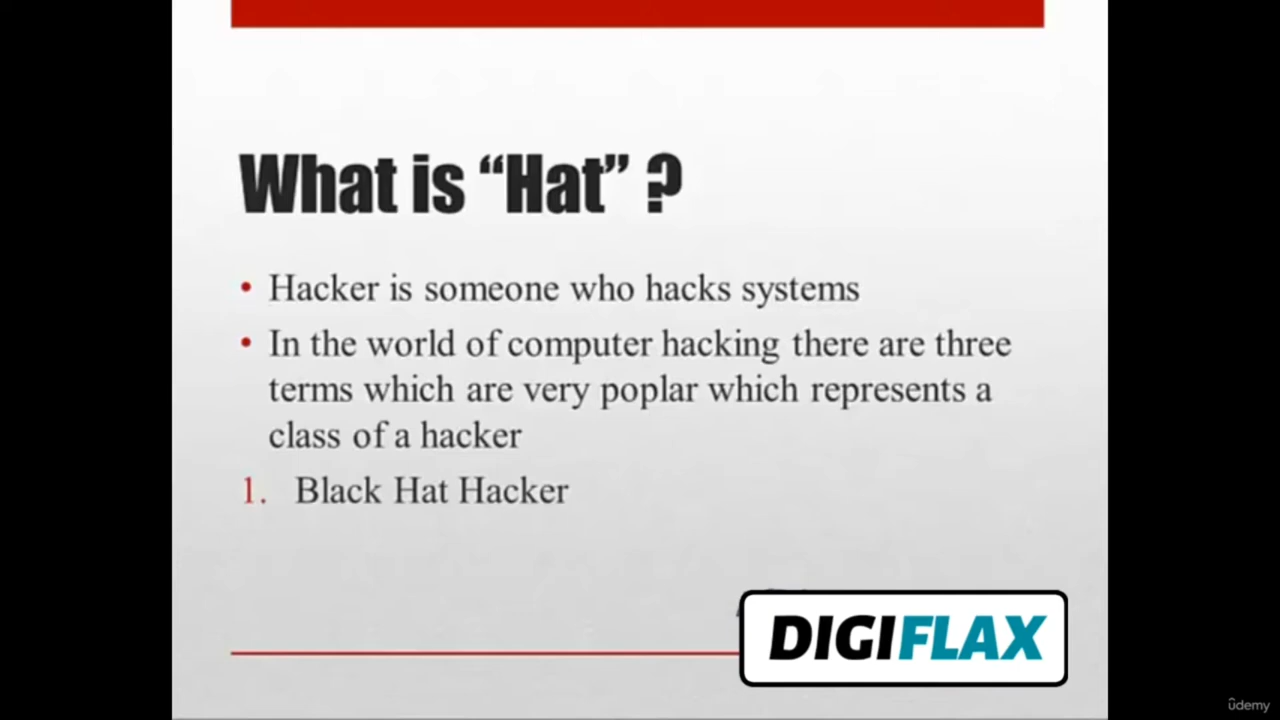 What is “Hat” ?
• Hacker is someone who hacks systems
• In the world of computer hacking there are three
terms which are very poplar which represents a
class of a hacker
1. Black Hat Hacker
DIGIFLAX
ûdemy